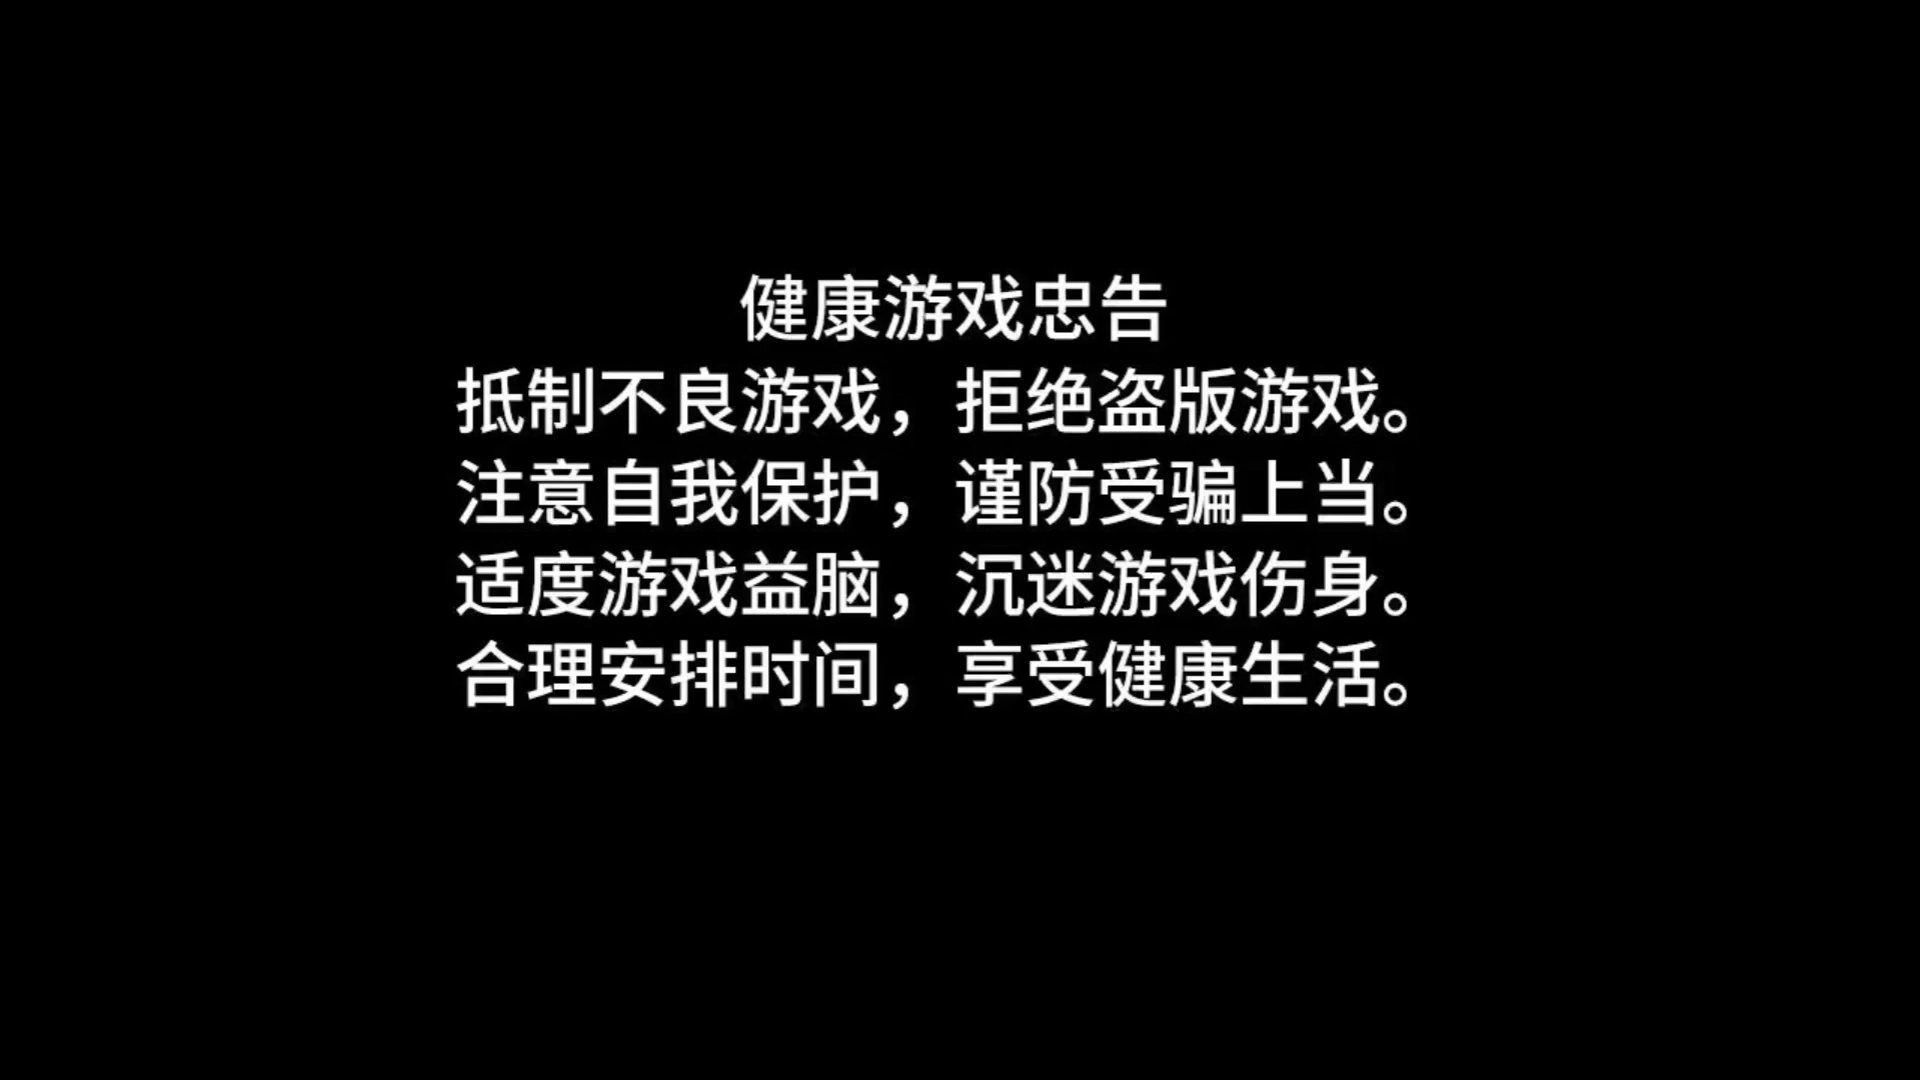 健康游戏忠告
抵制不良游戏，拒绝盗版游戏。
注意自我保护，谨防受骗上当。
适度游戏益脑，沉迷游戏伤身。
合理安排时间，享受健康生活。